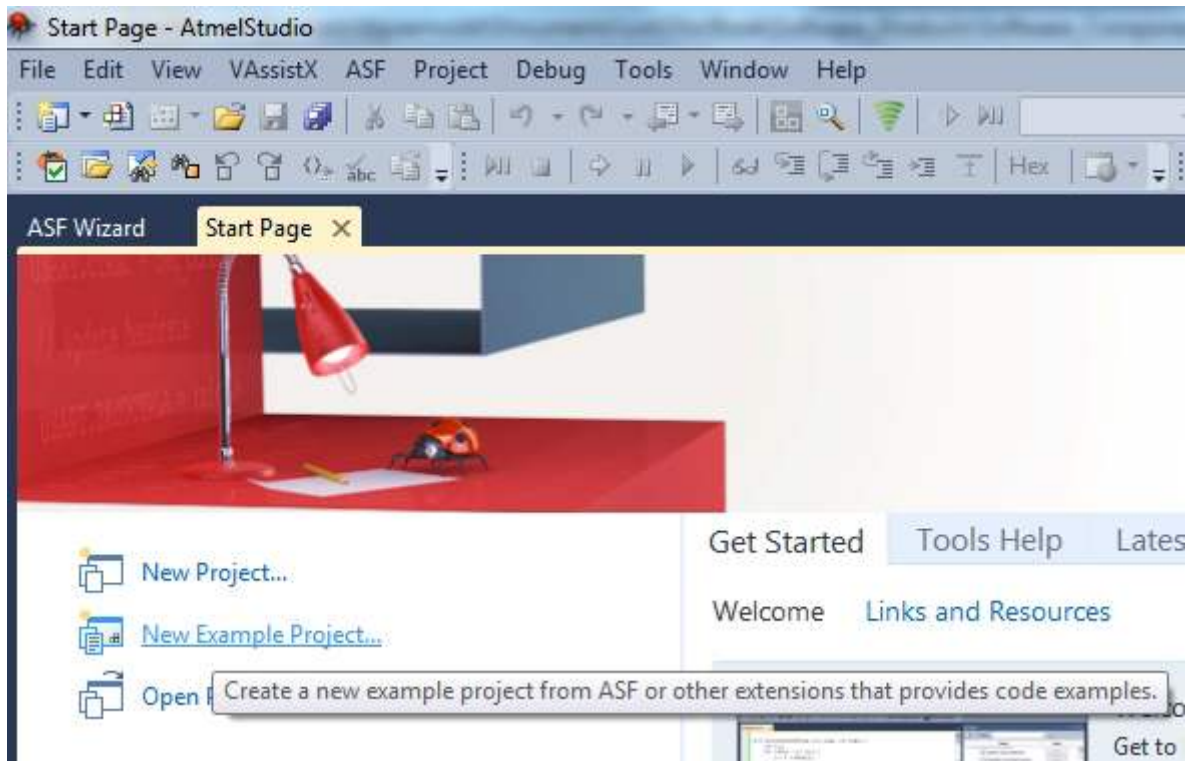 Start Page - AtmelStudio
File Edit View VAssistX ASF Project Debug Tools Window Help
Hex
ASF Wizard Start Page
Get Started Tools Help Lates
New Project...
Welcome Links and Resources
New Example Project...
Open
Create a new example project from ASF or other extensions that provides code examples.
Get to